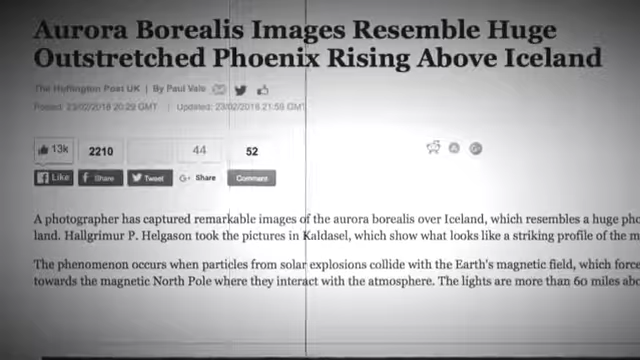 Aurora Borealis Images Resemble Huge
Outstretched Phoenix Rising Above Iceland
The Huffington Post UK | By Paul Vale
Posted: 23/02/2016 20:29 GMT | Updated: 23/02/2016 21:59 GMT
13k 2210 44 52
Like Share Tweet Share Comment
A photographer has captured remarkable images of the aurora borealis over Iceland, which resembles a huge pho
land. Hallgrimur P. Helgason took the pictures in Kaldasel, which show what looks like a striking profile of the m
The phenomenon occurs when particles from solar explosions collide with the Earth's magnetic field, which force
towards the magnetic North Pole where they interact with the atmosphere. The lights are more than 60 miles abo